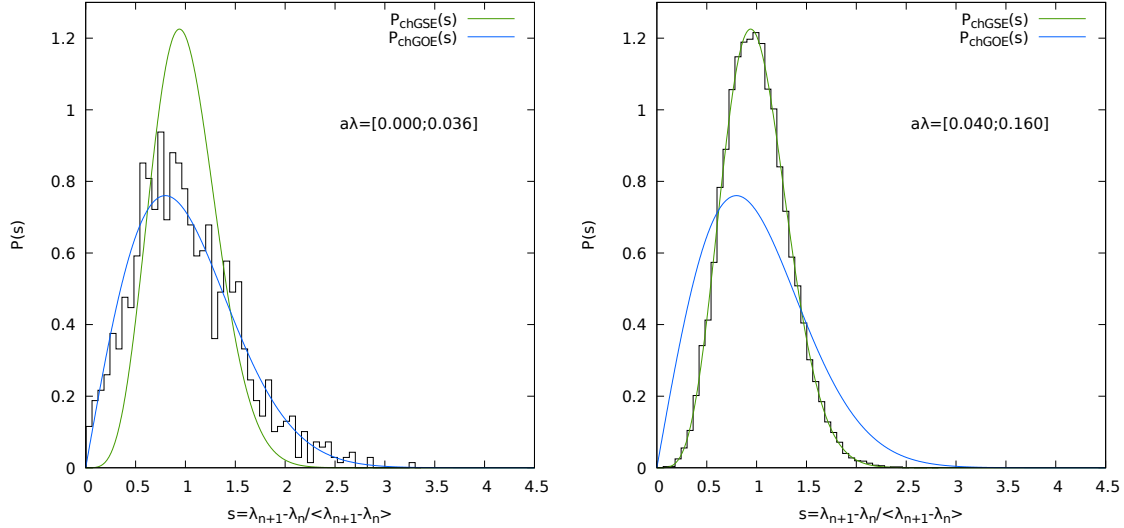 P_chGSE(s)
P_chGOE(s)
aλ=[0.000;0.036]
P(s)
1.2
1
0.8
0.6
0.4
0.2
0
0 0.5 1 1.5 2 2.5 3 3.5 4 4.5
s=λ_n+1-λ_n/<λ_n+1-λ_n>
P_chGSE(s)
P_chGOE(s)
aλ=[0.040;0.160]
P(s)
1.2
1
0.8
0.6
0.4
0.2
0
0 0.5 1 1.5 2 2.5 3 3.5 4 4.5
s=λ_n+1-λ_n/<λ_n+1-λ_n>